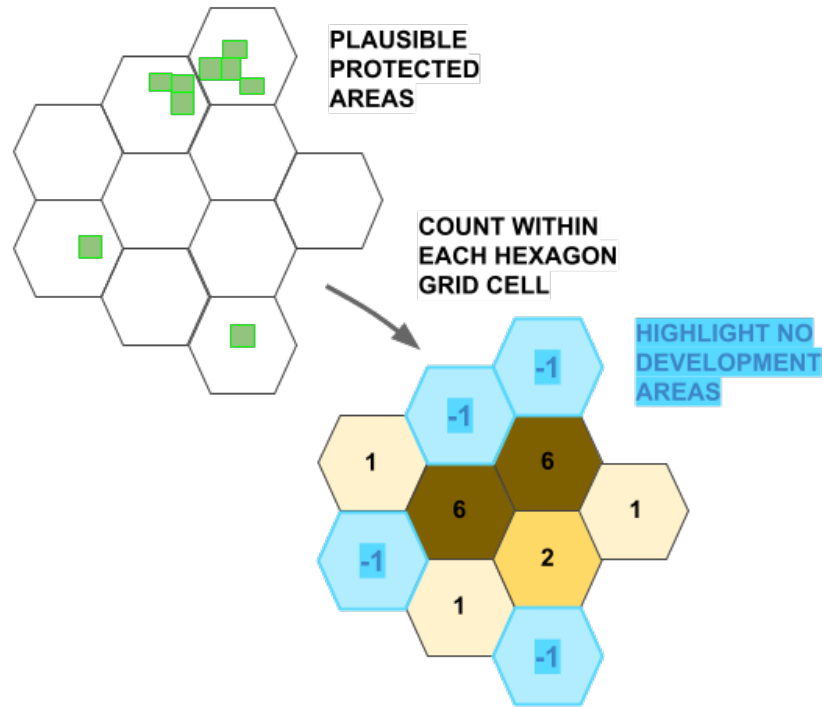 PLAUSIBLE
PROTECTED
AREAS
COUNT WITHIN
EACH HEXAGON
GRID CELL
HIGHLIGHT NO
DEVELOPMENT
AREAS
-1
-1
1
6
6
1
-1
2
1
-1